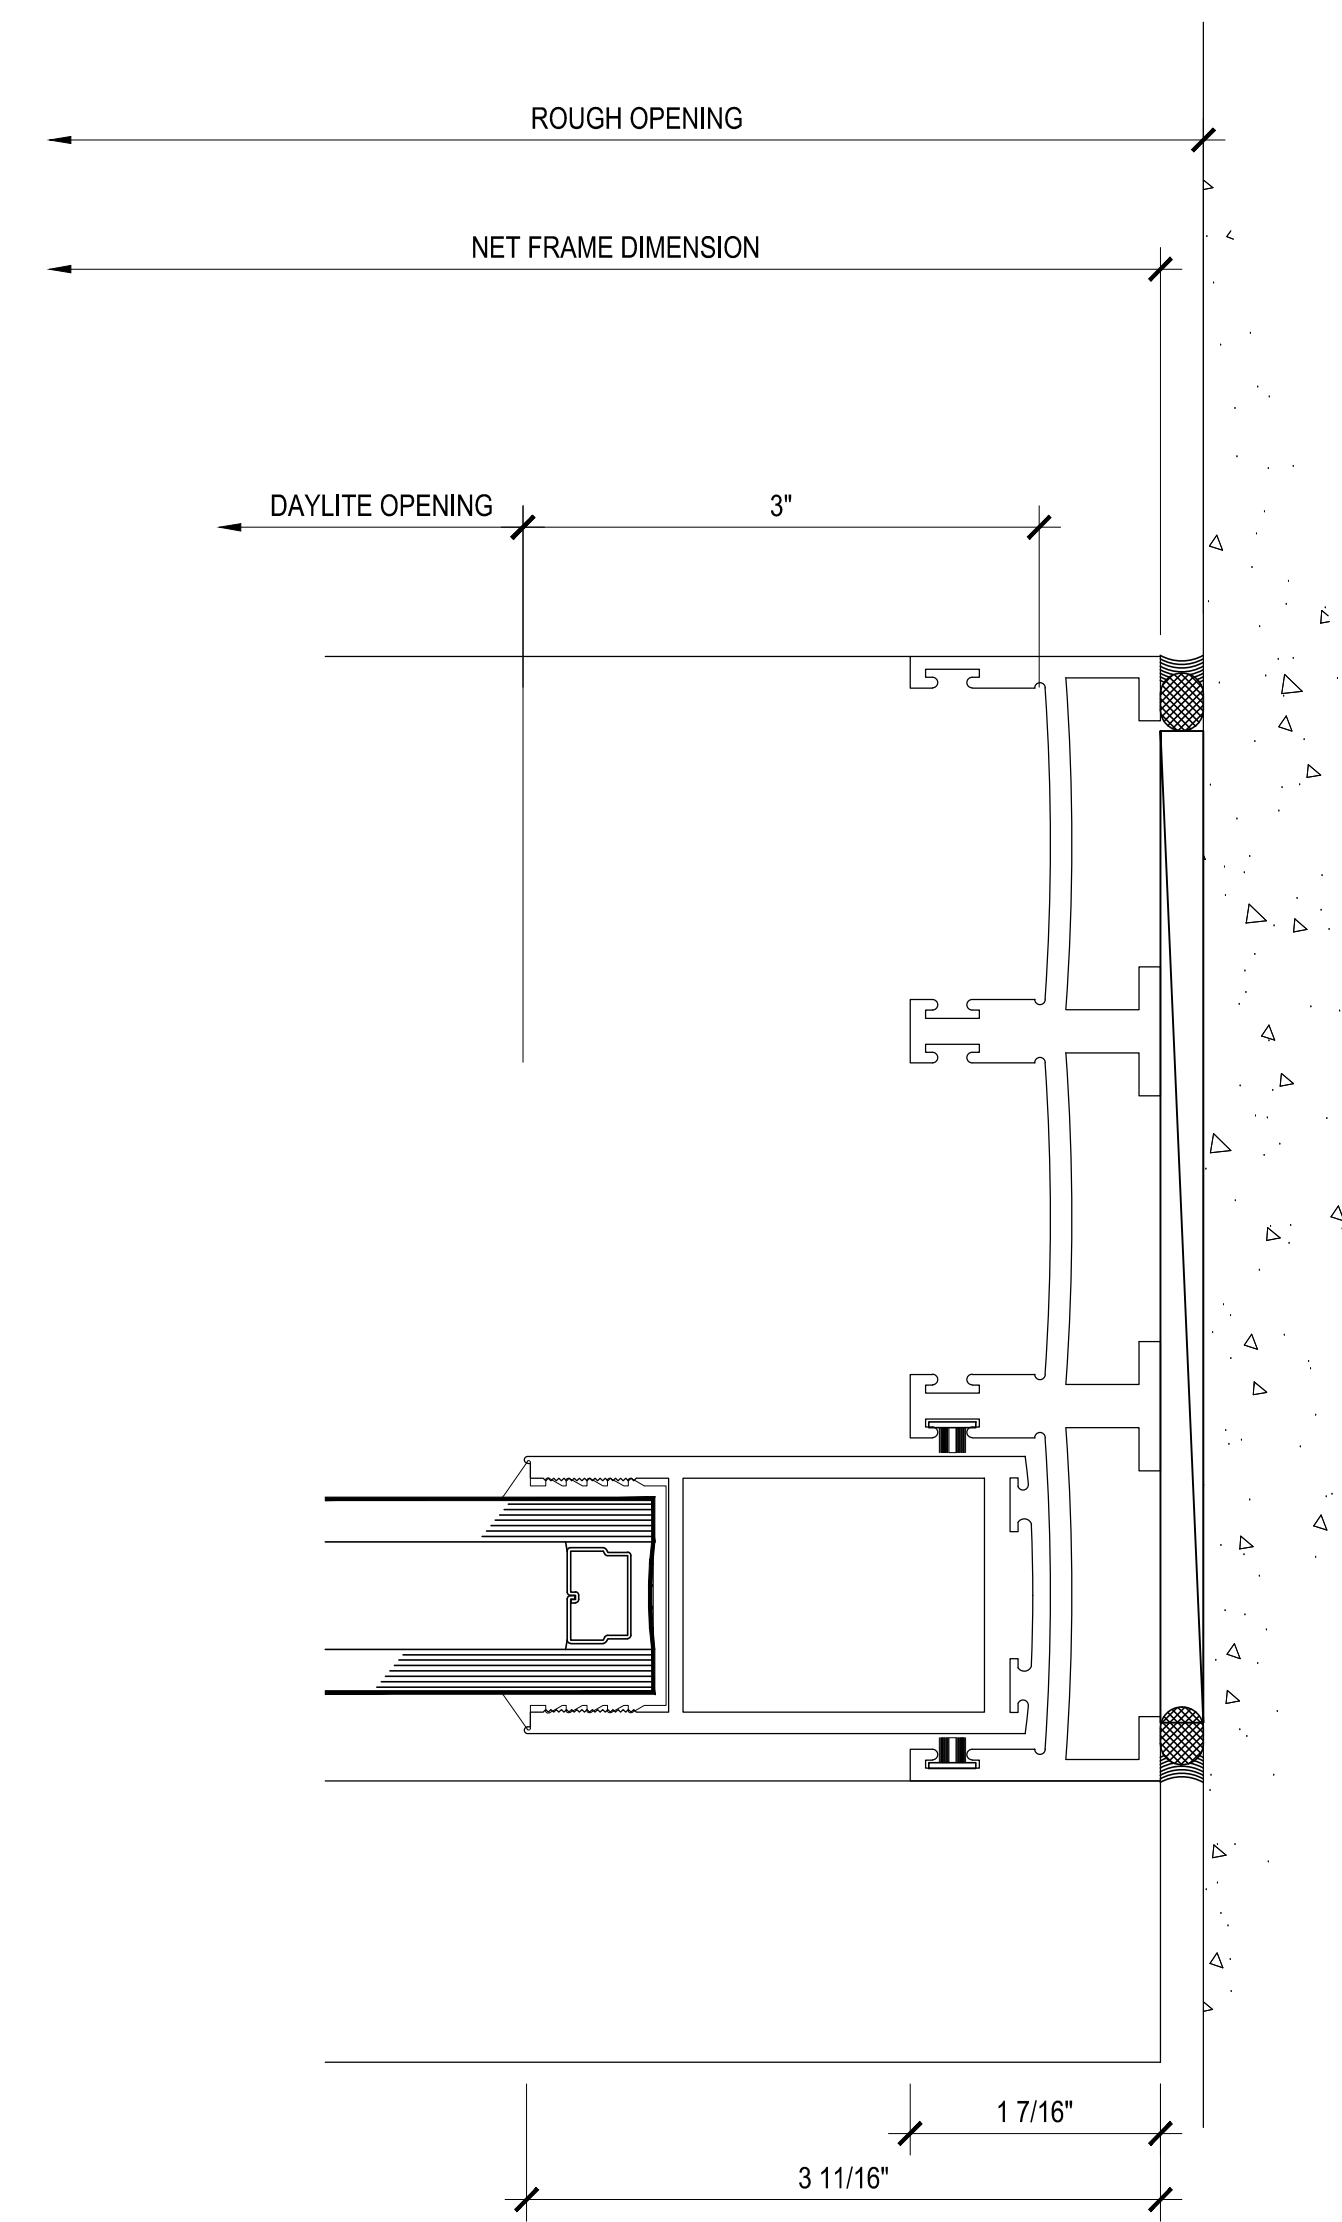 ROUGH OPENING
NET FRAME DIMENSION
DAYLITE OPENING
3"
1 7/16"
3 11/16"